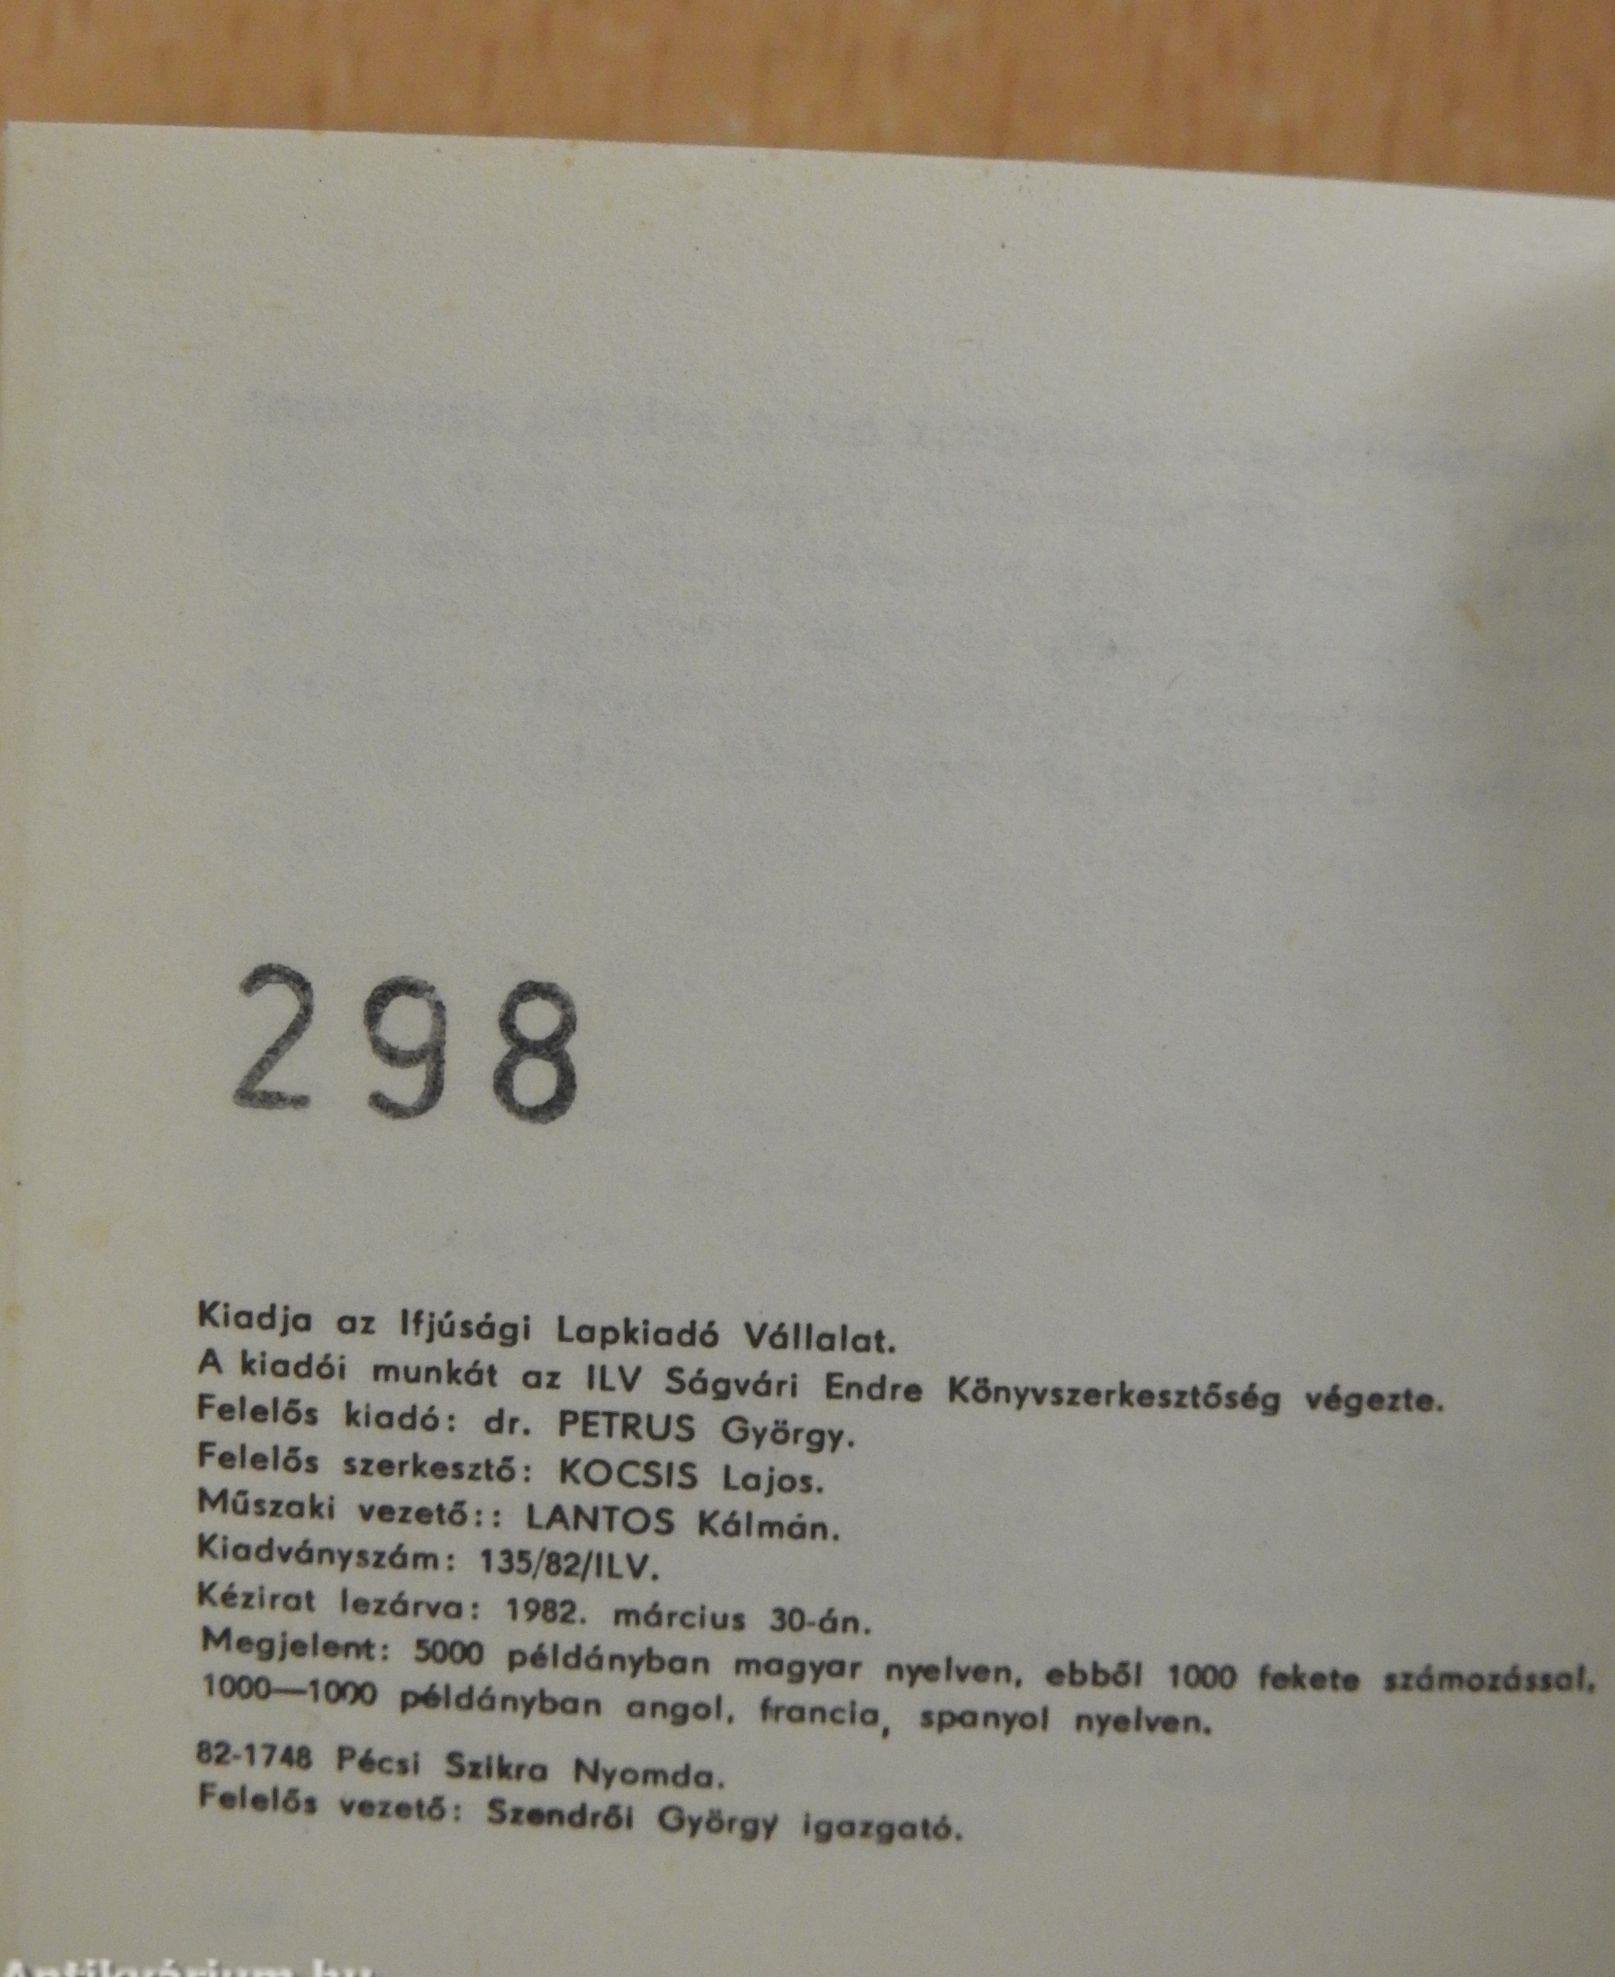 298
Kiadja az Ifjúsági Lapkiadó Vállalat.
A kiadói munkát az ILV Ságvári Endre Könyvszerkesztőség végezte.
Felelős kiadó: dr. PETRUS György.
Felelős szerkesztő: KOCSIS Lajos.
Műszaki vezető:: LANTOS Kálmán.
Kiadványszám: 135/82/ILV.
Kézirat lezárva: 1982. március 30-án.
Megjelent: 5000 példányban magyar nyelven, ebből 1000 fekete számozással,
1000—1000 példányban angol, francia, spanyol nyelven.
82-1748 Pécsi Szikra Nyomda.
Felelős vezető: Szendrői György igazgató.
Antikvárium.hu